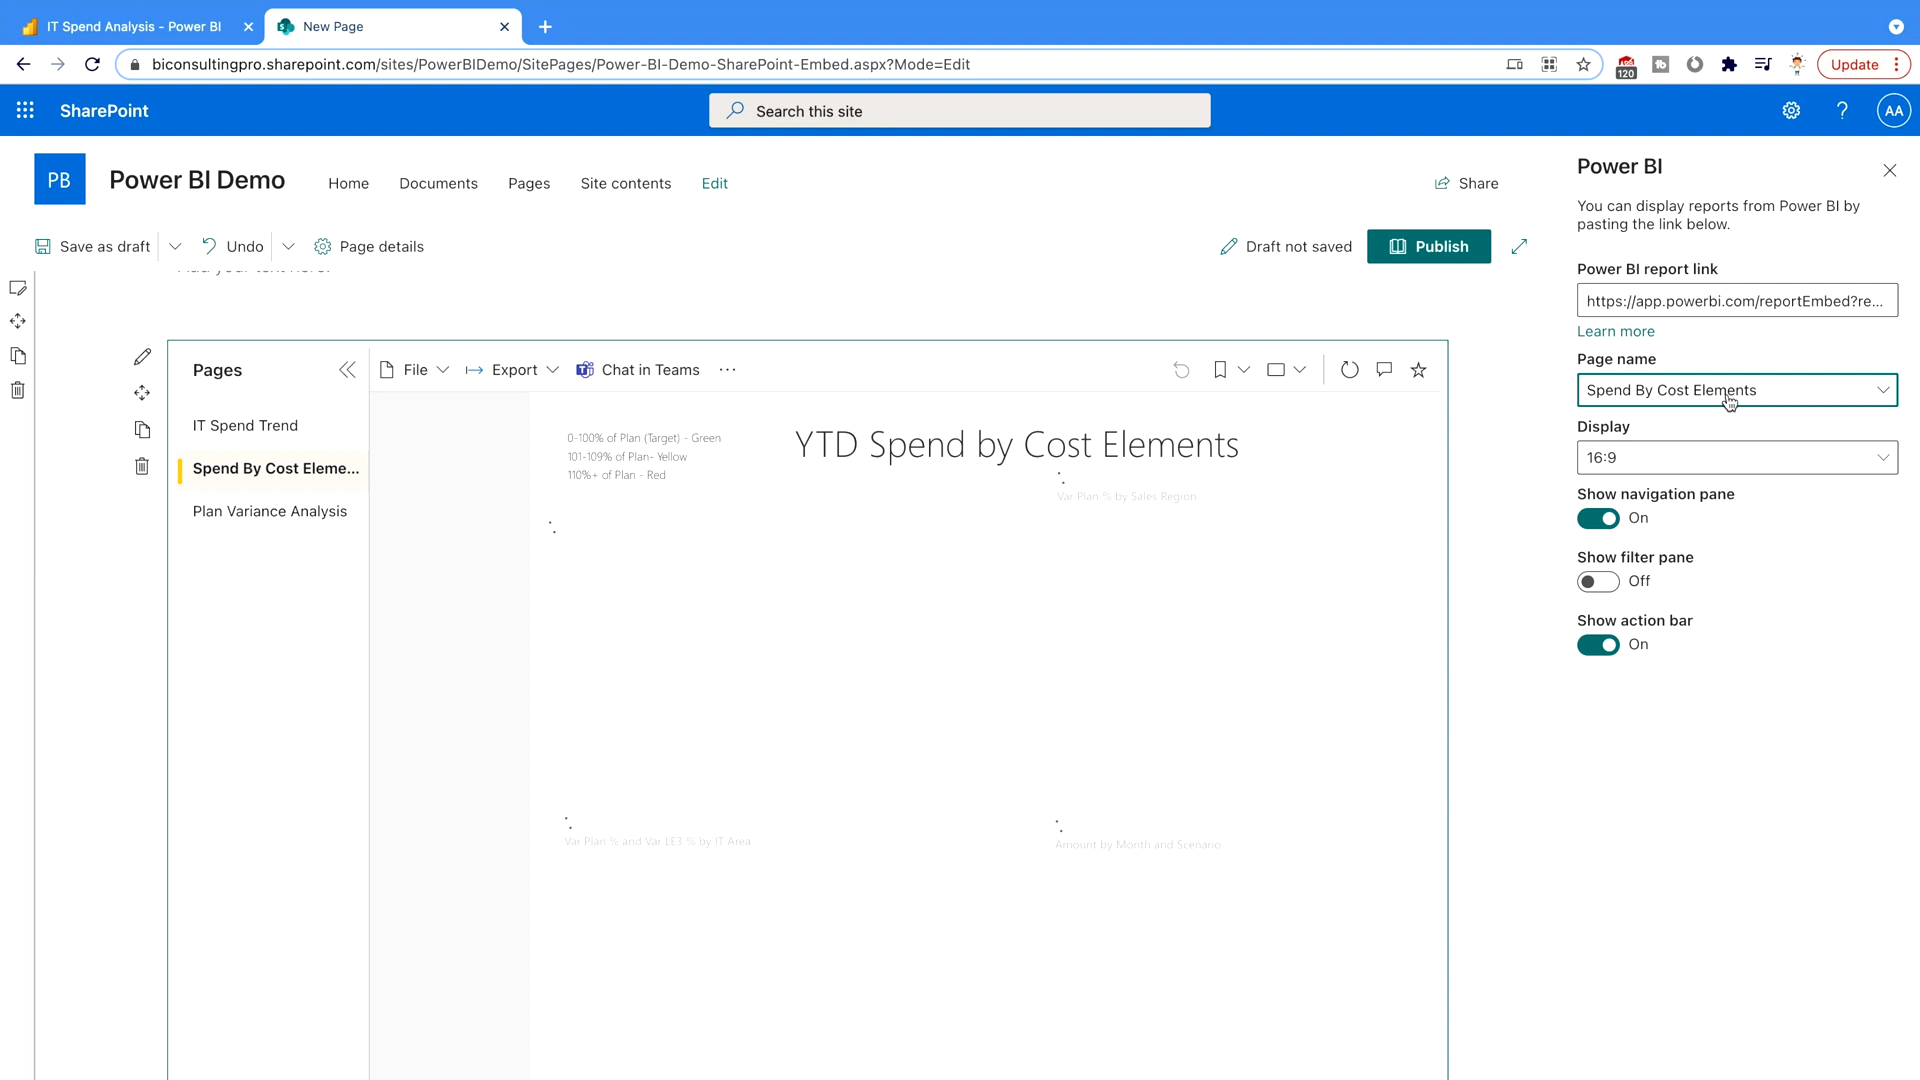 IT Spend Analysis - Power BI
New Page
biconsultingpro.sharepoint.com/sites/PowerBIDemo/SitePages/Power-BI-Demo-SharePoint-Embed.aspx?Mode=Edit
120
Update
SharePoint
Search this site
AA
PB
Power BI Demo
Home
Documents
Pages
Site contents
Edit
Share
Save as draft
Undo
Page details
Draft not saved
Publish
Add your text here.
Pages
File
Export
Chat in Teams
IT Spend Trend
Spend By Cost Eleme...
Plan Variance Analysis
0-100% of Plan (Target) - Green
101-109% of Plan- Yellow
110%+ of Plan - Red
YTD Spend by Cost Elements
Var Plan % by Sales Region
Var Plan % and Var LE3 % by IT Area
Amount by Month and Scenario
Power BI
You can display reports from Power BI by
pasting the link below.
Power BI report link
https://app.powerbi.com/reportEmbed?re...
Learn more
Page name
Spend By Cost Elements
Display
16:9
Show navigation pane
On
Show filter pane
Off
Show action bar
On